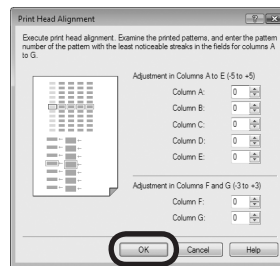 Print Head Alignment
Execute print head alignment. Examine the printed patterns, and enter the pattern
number of the pattern with the least noticeable streaks in the fields for columns A
to G.
Adjustment in Columns A to E (-5 to +5)
Column A: 0
Column B: 0
Column C: 0
Column D: 0
Column E: 0
Adjustment in Columns F and G (-3 to +3)
Column F: 0
Column G: 0
OK Cancel Help